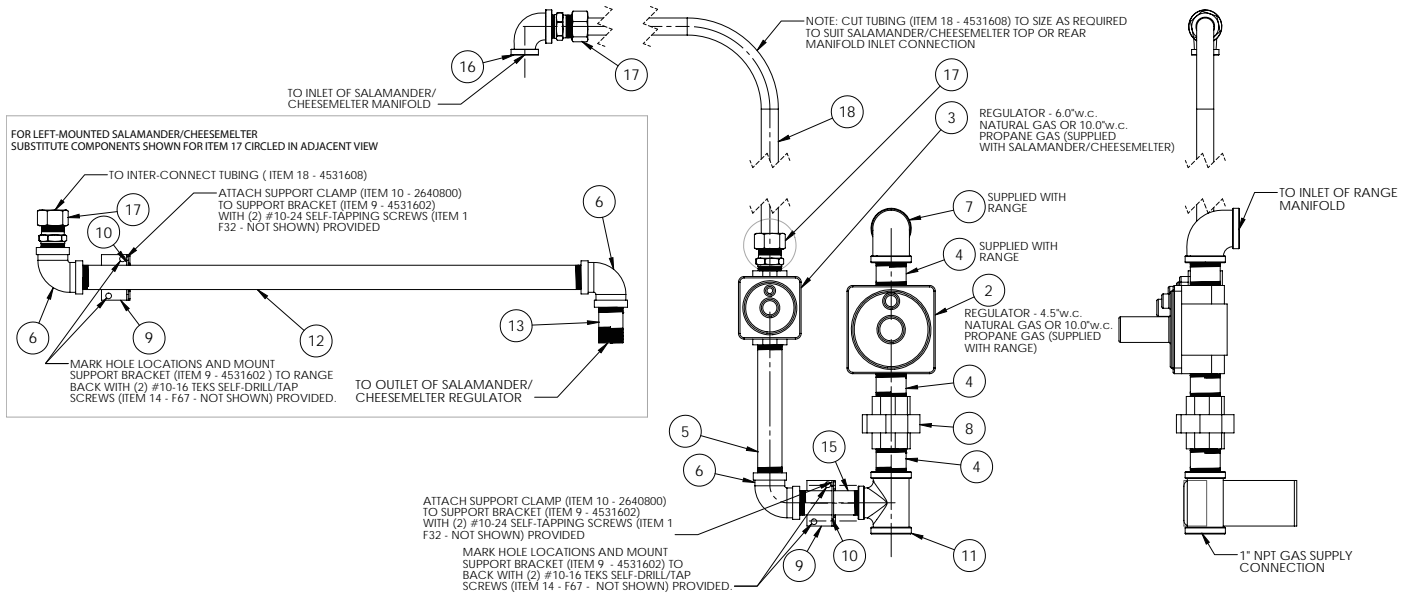 NOTE: CUT TUBING (ITEM 18 - 4531608) TO SIZE AS REQUIRED
TO SUIT SALAMANDER/CHEESEMELTER TOP OR REAR
MANIFOLD INLET CONNECTION
16
17
TO INLET OF SALAMANDER/
CHEESEMELTER MANIFOLD
17
18
3
REGULATOR - 6.0"w.c.
NATURAL GAS OR 10.0"w.c.
PROPANE GAS (SUPPLIED
WITH SALAMANDER/CHEESEMELTER)
FOR LEFT-MOUNTED SALAMANDER/CHEESEMELTER
SUBSTITUTE COMPONENTS SHOWN FOR ITEM 17 CIRCLED IN ADJACENT VIEW
TO INTER-CONNECT TUBING ( ITEM 18 - 4531608)
ATTACH SUPPORT CLAMP (ITEM 10 - 2640800)
TO SUPPORT BRACKET (ITEM 9 - 4531602)
WITH (2) #10-24 SELF-TAPPING SCREWS (ITEM 1
F32 - NOT SHOWN) PROVIDED
17
10
6
6
9
12
13
MARK HOLE LOCATIONS AND MOUNT
SUPPORT BRACKET (ITEM 9 - 4531602 ) TO RANGE
BACK WITH (2) #10-16 TEKS SELF-DRILL/TAP
SCREWS (ITEM 14 - F67 - NOT SHOWN) PROVIDED.
TO OUTLET OF SALAMANDER/
CHEESEMELTER REGULATOR
7
SUPPLIED WITH
RANGE
4
SUPPLIED WITH
RANGE
2
REGULATOR - 4.5"w.c.
NATURAL GAS OR 10.0"w.c.
PROPANE GAS (SUPPLIED
WITH RANGE)
TO INLET OF RANGE
MANIFOLD
4
8
5
15
4
6
ATTACH SUPPORT CLAMP (ITEM 10 - 2640800)
TO SUPPORT BRACKET (ITEM 9 - 4531602)
WITH (2) #10-24 SELF-TAPPING SCREWS (ITEM 1
F32 - NOT SHOWN) PROVIDED
MARK HOLE LOCATIONS AND MOUNT
SUPPORT BRACKET (ITEM 9 - 4531602) TO
BACK WITH (2) #10-16 TEKS SELF-DRILL/TAP
SCREWS (ITEM 14 - F67 - NOT SHOWN) PROVIDED.
9
10
11
1" NPT GAS SUPPLY
CONNECTION